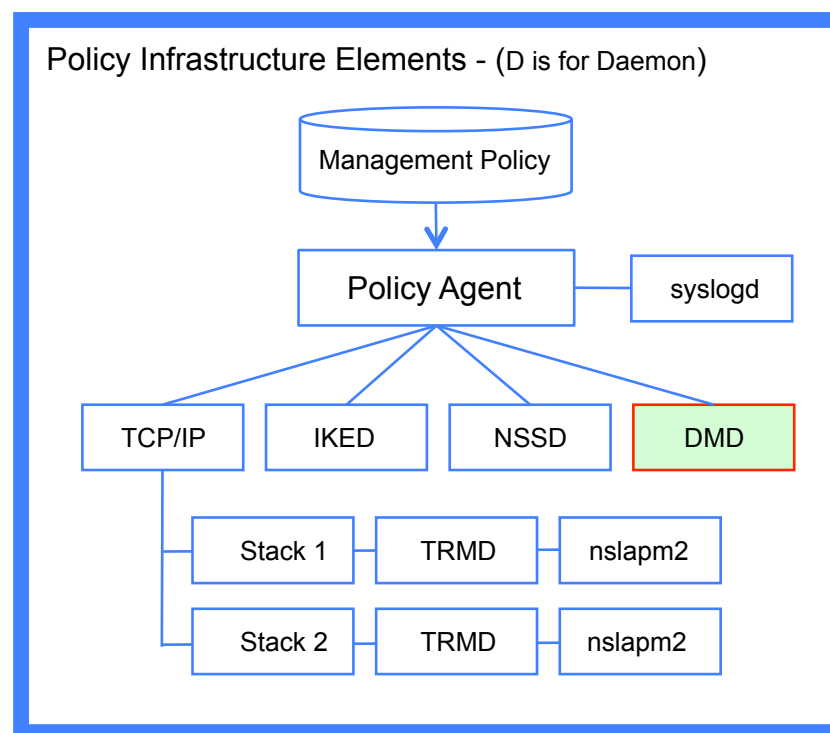 Policy Infrastructure Elements - (D is for Daemon)
Management Policy
Policy Agent
syslogd
TCP/IP
IKED
NSSD
DMD
Stack 1
TRMD
nslapm2
Stack 2
TRMD
nslapm2